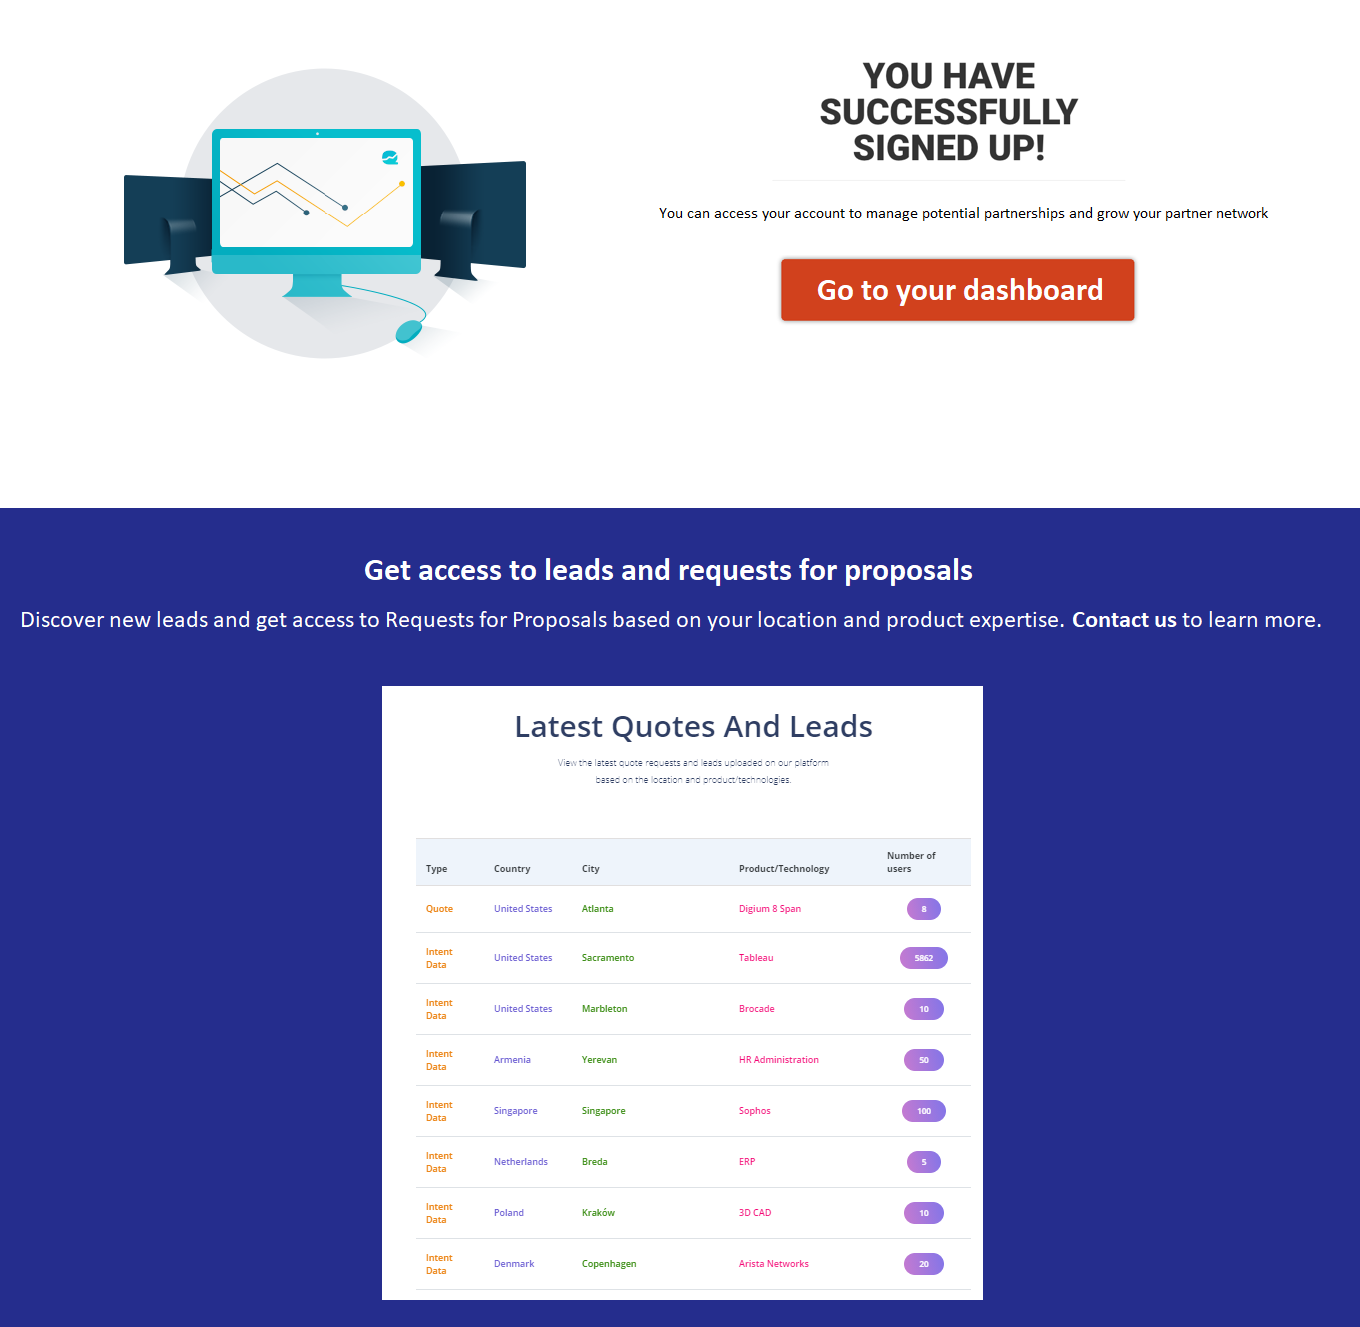 YOU HAVE
SUCCESSFULLY
SIGNED UP!
You can access your account to manage potential partnerships and grow your partner network
Go to your dashboard
Get access to leads and requests for proposals
Discover new leads and get access to Requests for Proposals based on your location and product expertise. Contact us to learn more.
Latest Quotes And Leads
View the latest quote requests and leads uploaded on our platform
based on the location and product/technologies.
Type Country City Product/Technology Number of
users
Quote United States Atlanta Digium 8 Span 8
Intent
Data United States Sacramento Tableau 5862
Intent
Data United States Marbleton Brocade 10
Intent
Data Armenia Yerevan HR Administration 50
Intent
Data Singapore Singapore Sophos 100
Intent
Data Netherlands Breda ERP 5
Intent
Data Poland Kraków 3D CAD 10
Intent
Data Denmark Copenhagen Arista Networks 20